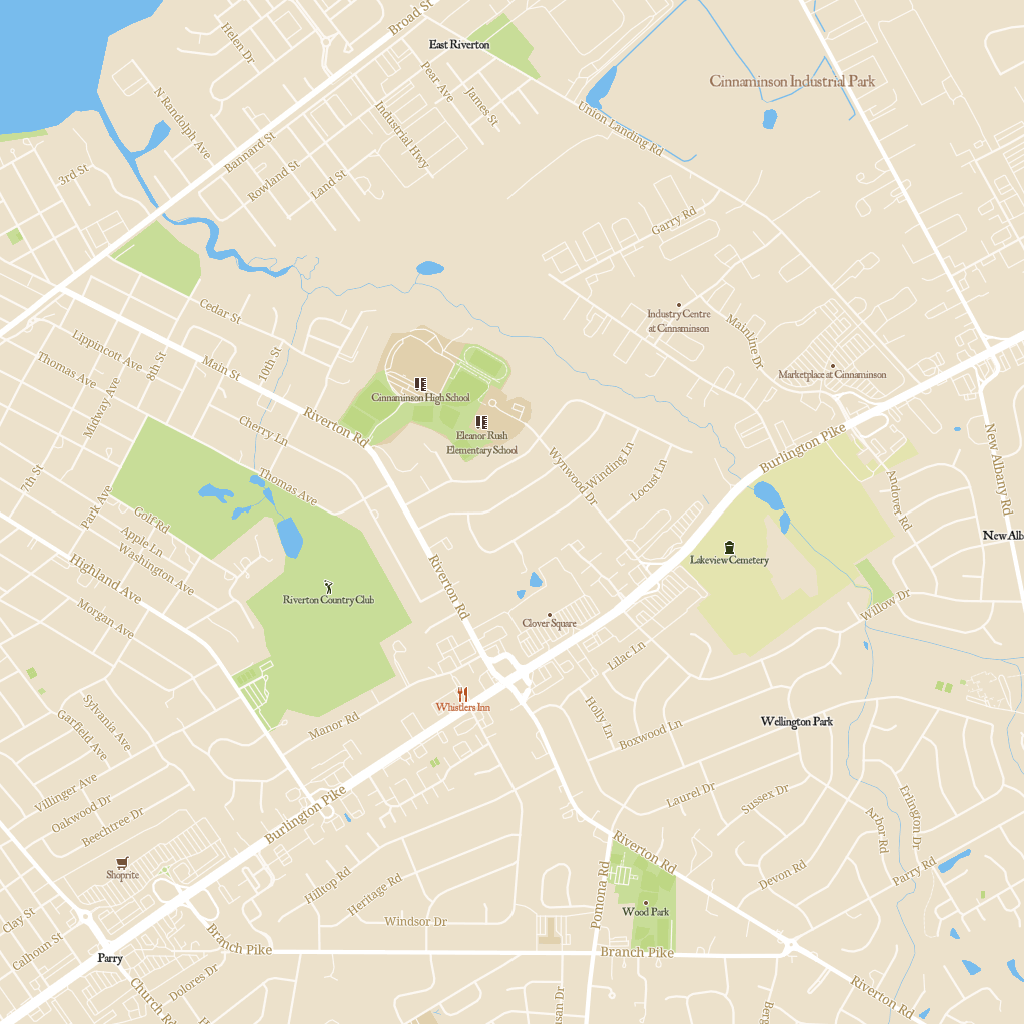 Broad St
Helen Dr
East Riverton
Pear Ave
James St
Cinnaminson Industrial Park
N Randolph Ave
Industrial Hwy
Union Landing Rd
Bannard St
3rd St
Rowland St
Land St
Garry Rd
Cedar St
Industry Centre
at Cinnaminson
Mainline Dr
Lippincott Ave
Main St
10th St
8th St
Thomas Ave
Marketplace at Cinnaminson
Cinnaminson High School
Midway Ave
Riverton Rd
Cherry Ln
Eleanor Rush
Elementary School
Burlington Pike
New Albany Rd
7th St
Thomas Ave
Wynwood Dr
Winding Ln
Locust Ln
Andover Rd
Park Ave
Golf Rd
Apple Ln
Washington Ave
New Alb
Lakeview Cemetery
Highland Ave
Riverton Country Club
Riverton Rd
Willow Dr
Morgan Ave
Clover Square
Lilac Ln
Whistlers Inn
Sylvania Ave
Garfield Ave
Manor Rd
Holly Ln
Boxwood Ln
Wellington Park
Villinger Ave
Oakwood Dr
Beechtree Dr
Burlington Pike
Laurel Dr
Sussex Dr
Erlington Dr
Arbor Rd
Riverton Rd
Shoprite
Hilltop Rd
Heritage Rd
Pomona Rd
Devon Rd
Parry Rd
Clay St
Windsor Dr
Wood Park
Calhoun St
Parry
Branch Pike
Branch Pike
Dolores Dr
Church Rd
Riverton Rd
usan Dr
Berg
H